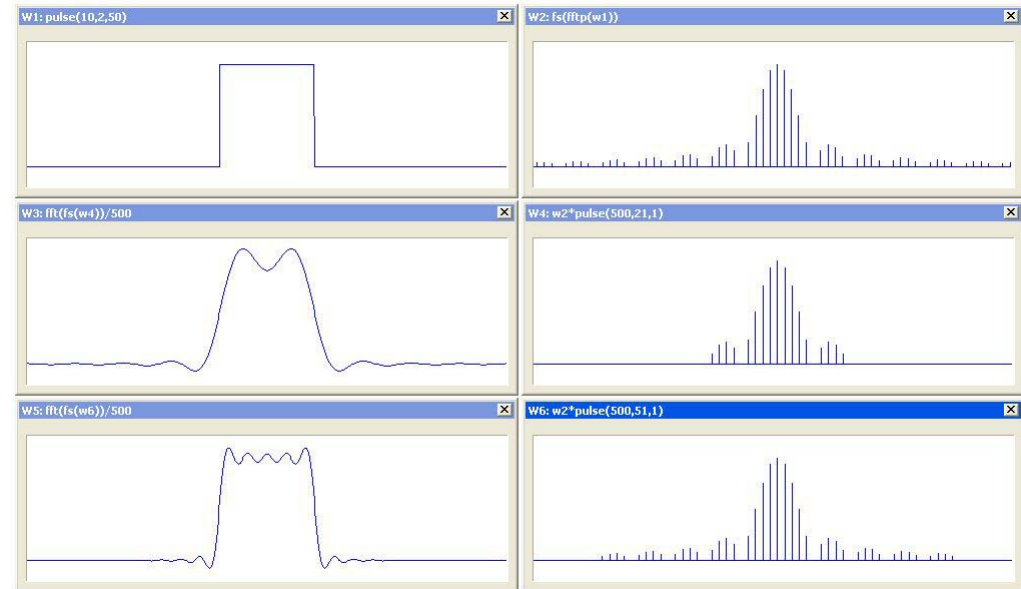 W1: pulse(10,2,50)
W2: fs(fftp(w1))
W3: fft(fs(w4))/500
W4: w2*pulse(500,21,1)
W5: fft(fs(w6))/500
W6: w2*pulse(500,51,1)